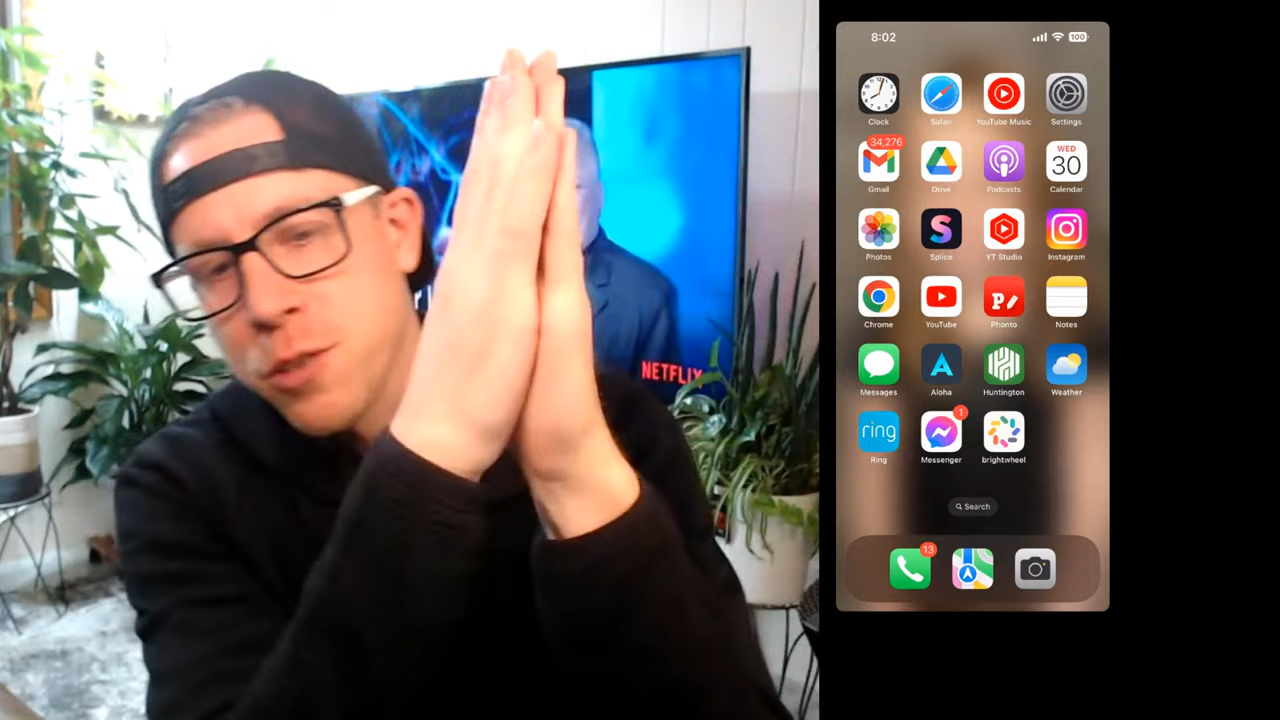 NETFLIX
8:02
100
Clock Safari YouTube Music Settings
34,276
WED
30
Gmail Drive Podcasts Calendar
Photos Splice YT Studio Instagram
Chrome YouTube Phonto Notes
Messages Aloha Huntington Weather
ring
1
Ring Messenger brightwheel
Search
13